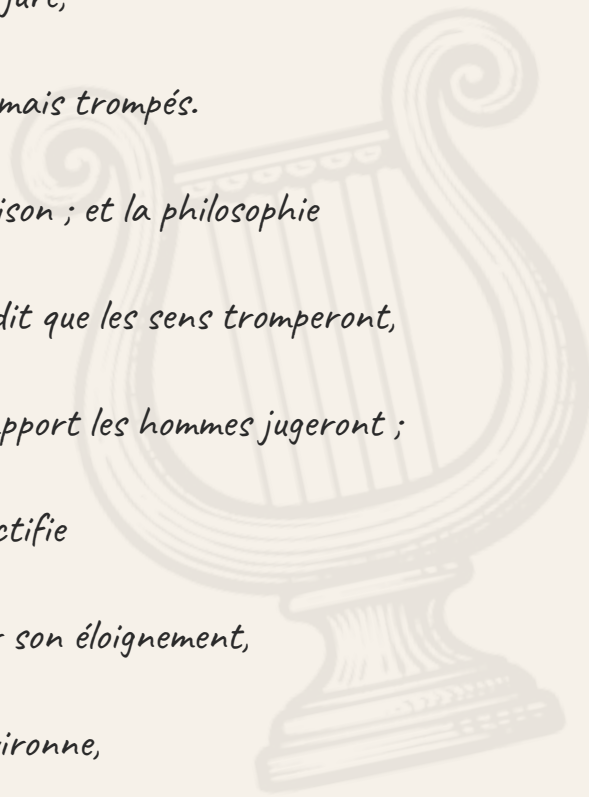 jure,
mais trompés.
ison ; et la philosophie
dit que les sens tromperont,
pport les hommes jugeront ;
ctifie
son éloignement,
ironne,